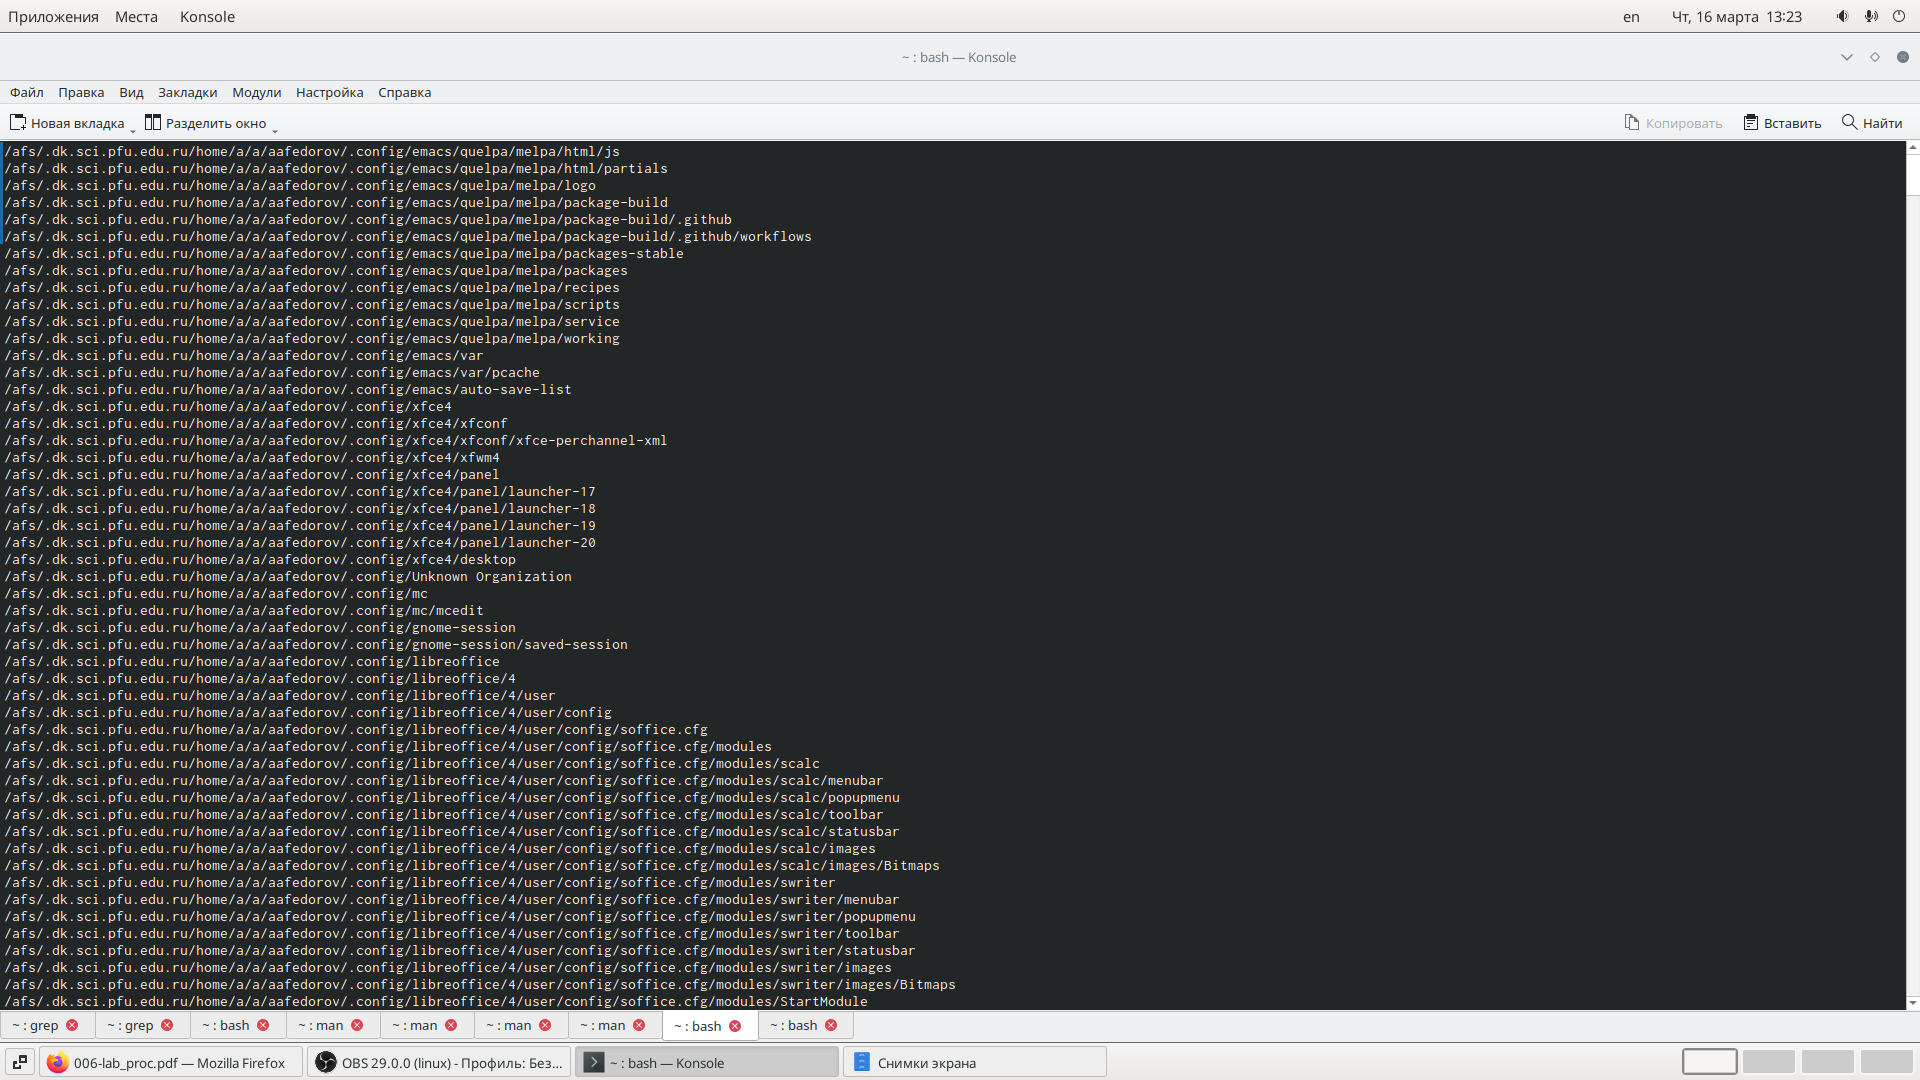 Приложения Места Konsole en Чт, 16 марта 13:23
~ : bash — Konsole
Файл Правка Вид Закладки Модули Настройка Справка
Новая вкладка Разделить окно Копировать Вставить Найти
/afs/.dk.sci.pfu.edu.ru/home/a/a/aafedorov/.config/emacs/quelpa/melpa/html/js
/afs/.dk.sci.pfu.edu.ru/home/a/a/aafedorov/.config/emacs/quelpa/melpa/html/partials
/afs/.dk.sci.pfu.edu.ru/home/a/a/aafedorov/.config/emacs/quelpa/melpa/logo
/afs/.dk.sci.pfu.edu.ru/home/a/a/aafedorov/.config/emacs/quelpa/melpa/package-build
/afs/.dk.sci.pfu.edu.ru/home/a/a/aafedorov/.config/emacs/quelpa/melpa/package-build/.github
/afs/.dk.sci.pfu.edu.ru/home/a/a/aafedorov/.config/emacs/quelpa/melpa/package-build/.github/workflows
/afs/.dk.sci.pfu.edu.ru/home/a/a/aafedorov/.config/emacs/quelpa/melpa/packages-stable
/afs/.dk.sci.pfu.edu.ru/home/a/a/aafedorov/.config/emacs/quelpa/melpa/packages
/afs/.dk.sci.pfu.edu.ru/home/a/a/aafedorov/.config/emacs/quelpa/melpa/recipes
/afs/.dk.sci.pfu.edu.ru/home/a/a/aafedorov/.config/emacs/quelpa/melpa/scripts
/afs/.dk.sci.pfu.edu.ru/home/a/a/aafedorov/.config/emacs/quelpa/melpa/service
/afs/.dk.sci.pfu.edu.ru/home/a/a/aafedorov/.config/emacs/quelpa/melpa/working
/afs/.dk.sci.pfu.edu.ru/home/a/a/aafedorov/.config/emacs/var
/afs/.dk.sci.pfu.edu.ru/home/a/a/aafedorov/.config/emacs/var/pcache
/afs/.dk.sci.pfu.edu.ru/home/a/a/aafedorov/.config/emacs/auto-save-list
/afs/.dk.sci.pfu.edu.ru/home/a/a/aafedorov/.config/xfce4
/afs/.dk.sci.pfu.edu.ru/home/a/a/aafedorov/.config/xfce4/xfconf
/afs/.dk.sci.pfu.edu.ru/home/a/a/aafedorov/.config/xfce4/xfconf/xfce-perchannel-xml
/afs/.dk.sci.pfu.edu.ru/home/a/a/aafedorov/.config/xfce4/xfwm4
/afs/.dk.sci.pfu.edu.ru/home/a/a/aafedorov/.config/xfce4/panel
/afs/.dk.sci.pfu.edu.ru/home/a/a/aafedorov/.config/xfce4/panel/launcher-17
/afs/.dk.sci.pfu.edu.ru/home/a/a/aafedorov/.config/xfce4/panel/launcher-18
/afs/.dk.sci.pfu.edu.ru/home/a/a/aafedorov/.config/xfce4/panel/launcher-19
/afs/.dk.sci.pfu.edu.ru/home/a/a/aafedorov/.config/xfce4/panel/launcher-20
/afs/.dk.sci.pfu.edu.ru/home/a/a/aafedorov/.config/xfce4/desktop
/afs/.dk.sci.pfu.edu.ru/home/a/a/aafedorov/.config/Unknown Organization
/afs/.dk.sci.pfu.edu.ru/home/a/a/aafedorov/.config/mc
/afs/.dk.sci.pfu.edu.ru/home/a/a/aafedorov/.config/mc/mcedit
/afs/.dk.sci.pfu.edu.ru/home/a/a/aafedorov/.config/gnome-session
/afs/.dk.sci.pfu.edu.ru/home/a/a/aafedorov/.config/gnome-session/saved-session
/afs/.dk.sci.pfu.edu.ru/home/a/a/aafedorov/.config/libreoffice
/afs/.dk.sci.pfu.edu.ru/home/a/a/aafedorov/.config/libreoffice/4
/afs/.dk.sci.pfu.edu.ru/home/a/a/aafedorov/.config/libreoffice/4/user
/afs/.dk.sci.pfu.edu.ru/home/a/a/aafedorov/.config/libreoffice/4/user/config
/afs/.dk.sci.pfu.edu.ru/home/a/a/aafedorov/.config/libreoffice/4/user/config/soffice.cfg
/afs/.dk.sci.pfu.edu.ru/home/a/a/aafedorov/.config/libreoffice/4/user/config/soffice.cfg/modules
/afs/.dk.sci.pfu.edu.ru/home/a/a/aafedorov/.config/libreoffice/4/user/config/soffice.cfg/modules/scalc
/afs/.dk.sci.pfu.edu.ru/home/a/a/aafedorov/.config/libreoffice/4/user/config/soffice.cfg/modules/scalc/menubar
/afs/.dk.sci.pfu.edu.ru/home/a/a/aafedorov/.config/libreoffice/4/user/config/soffice.cfg/modules/scalc/popupmenu
/afs/.dk.sci.pfu.edu.ru/home/a/a/aafedorov/.config/libreoffice/4/user/config/soffice.cfg/modules/scalc/toolbar
/afs/.dk.sci.pfu.edu.ru/home/a/a/aafedorov/.config/libreoffice/4/user/config/soffice.cfg/modules/scalc/statusbar
/afs/.dk.sci.pfu.edu.ru/home/a/a/aafedorov/.config/libreoffice/4/user/config/soffice.cfg/modules/scalc/images
/afs/.dk.sci.pfu.edu.ru/home/a/a/aafedorov/.config/libreoffice/4/user/config/soffice.cfg/modules/scalc/images/Bitmaps
/afs/.dk.sci.pfu.edu.ru/home/a/a/aafedorov/.config/libreoffice/4/user/config/soffice.cfg/modules/swriter
/afs/.dk.sci.pfu.edu.ru/home/a/a/aafedorov/.config/libreoffice/4/user/config/soffice.cfg/modules/swriter/menubar
/afs/.dk.sci.pfu.edu.ru/home/a/a/aafedorov/.config/libreoffice/4/user/config/soffice.cfg/modules/swriter/popupmenu
/afs/.dk.sci.pfu.edu.ru/home/a/a/aafedorov/.config/libreoffice/4/user/config/soffice.cfg/modules/swriter/toolbar
/afs/.dk.sci.pfu.edu.ru/home/a/a/aafedorov/.config/libreoffice/4/user/config/soffice.cfg/modules/swriter/statusbar
/afs/.dk.sci.pfu.edu.ru/home/a/a/aafedorov/.config/libreoffice/4/user/config/soffice.cfg/modules/swriter/images
/afs/.dk.sci.pfu.edu.ru/home/a/a/aafedorov/.config/libreoffice/4/user/config/soffice.cfg/modules/swriter/images/Bitmaps
/afs/.dk.sci.pfu.edu.ru/home/a/a/aafedorov/.config/libreoffice/4/user/config/soffice.cfg/modules/StartModule
~ : grep ~ : grep ~ : bash ~ : man ~ : man ~ : man ~ : man ~ : bash ~ : bash
006-lab_proc.pdf — Mozilla Firefox OBS 29.0.0 (linux) - Профиль: Без... ~ : bash — Konsole Снимки экрана